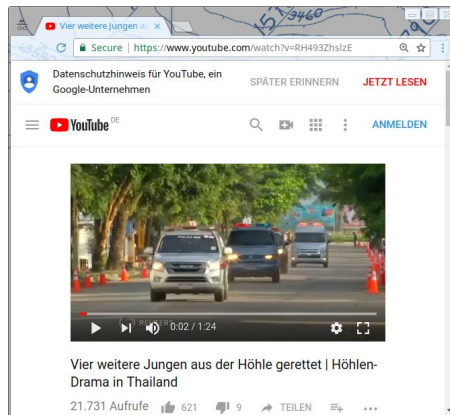 Vier weitere Jungen
Secure | https://www.youtube.com/watch?v=RH493ZhslzE
Datenschutzhinweis für YouTube, ein
Google-Unternehmen
SPÄTER ERINNERN
JETZT LESEN
YouTube DE
ANMELDEN
REUTERS
0:02 / 1:24
Vier weitere Jungen aus der Höhle gerettet | Höhlen-
Drama in Thailand
21.731 Aufrufe 621 9 TEILEN